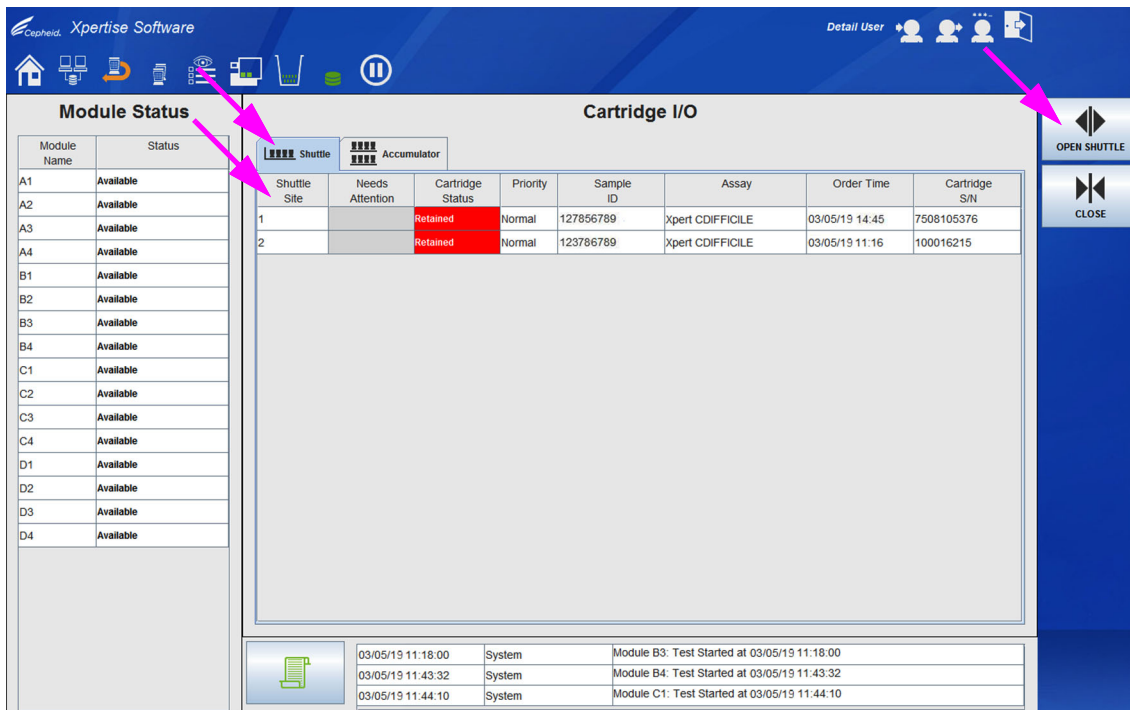 Cepheid. Xpertise Software
Detail User
Module Status
Cartridge I/O
OPEN SHUTTLE
CLOSE
Module Name Status
A1 Available
A2 Available
A3 Available
A4 Available
B1 Available
B2 Available
B3 Available
B4 Available
C1 Available
C2 Available
C3 Available
C4 Available
D1 Available
D2 Available
D3 Available
D4 Available
Shuttle Accumulator
Shuttle Site Needs Attention Cartridge Status Priority Sample ID Assay Order Time Cartridge S/N
1 Retained Normal 127856789 Xpert CDIFFICILE 03/05/19 14:45 7508105376
2 Retained Normal 123786789 Xpert CDIFFICILE 03/05/19 11:16 100016215
03/05/19 11:18:00 System Module B3: Test Started at 03/05/19 11:18:00
03/05/19 11:43:32 System Module B4: Test Started at 03/05/19 11:43:32
03/05/19 11:44:10 System Module C1: Test Started at 03/05/19 11:44:10